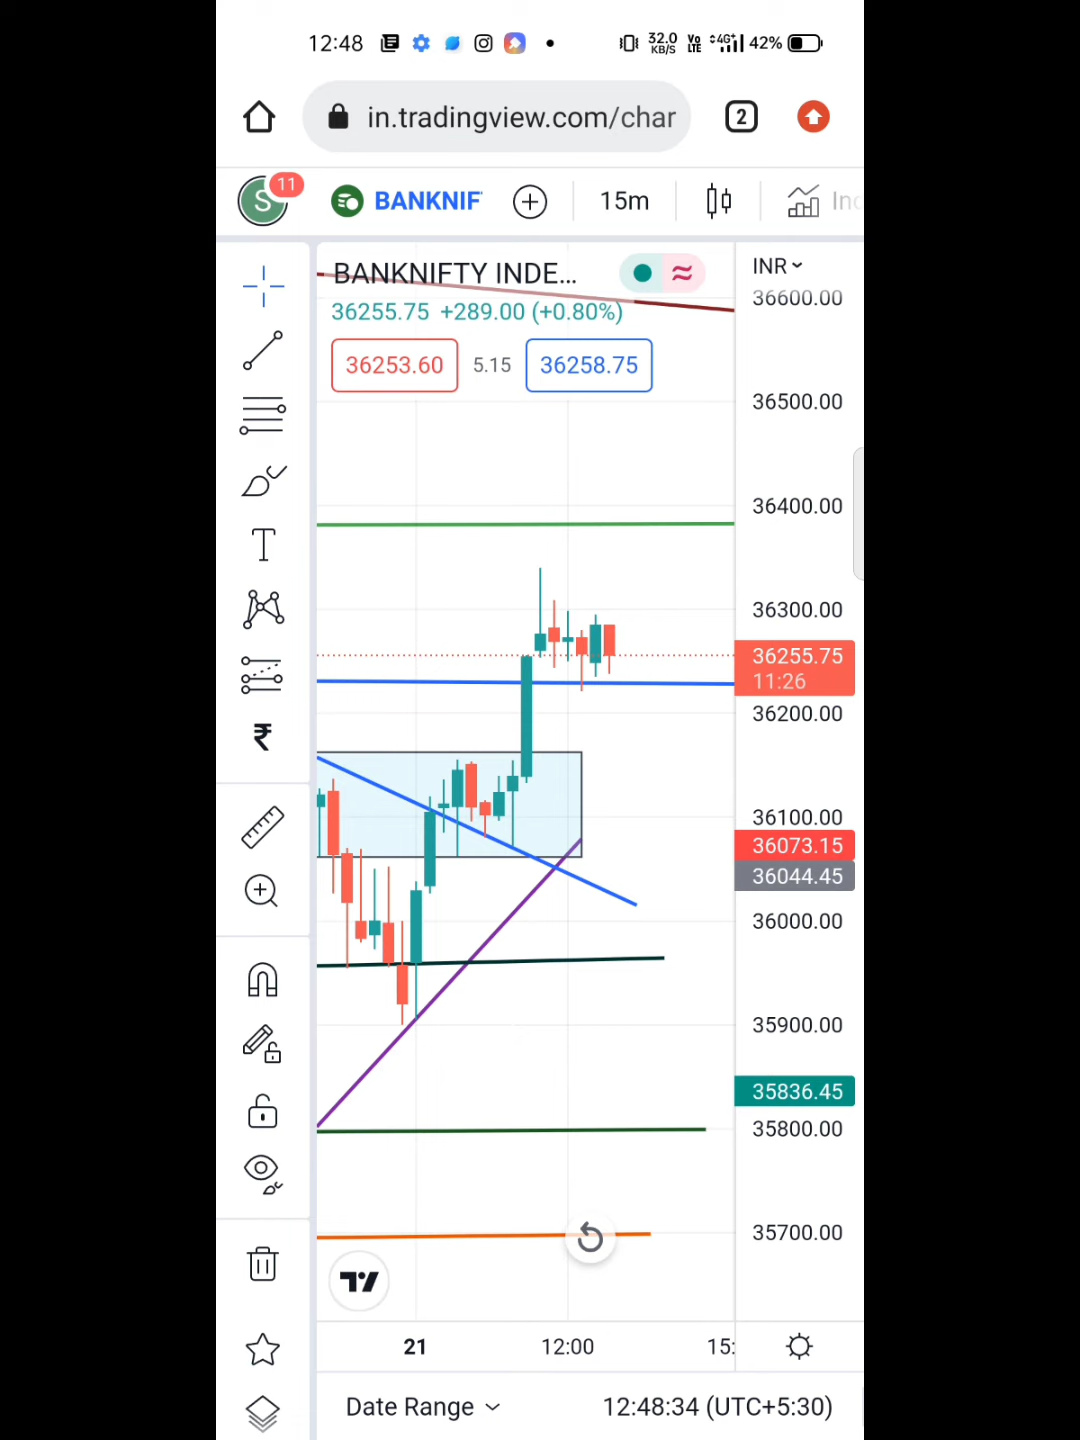 12:48
32.0 KB/S Vo LTE 4G+ 42%
in.tradingview.com/char
2
S
11
BANKNIF
15m
Inc
BANKNIFTY INDE...
INR
36255.75 +289.00 (+0.80%)
36253.60
5.15
36258.75
36600.00
36500.00
36400.00
36300.00
36255.75
11:26
36200.00
36100.00
36073.15
36044.45
36000.00
35900.00
35836.45
35800.00
35700.00
T
₹
21
12:00
15:
Date Range
12:48:34 (UTC+5:30)